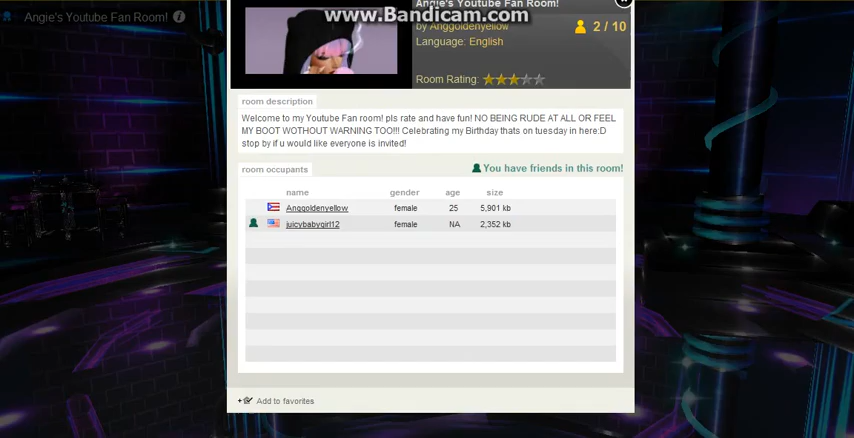 Angie's Youtube Fan Room!
www.Bandicam.com
Angie's Youtube Fan Room!
by Anggoldenyellow
2 / 10
Language: English
Room Rating:
room description
Welcome to my Youtube Fan room! pls rate and have fun! NO BEING RUDE AT ALL OR FEEL
MY BOOT WOTHOUT WARNING TOO!!! Celebrating my Birthday thats on tuesday in here:D
stop by if u would like everyone is invited!
room occupants
You have friends in this room!
name gender age size
Anggoldenyellow female 25 5,901 kb
juicybabygirl12 female NA 2,352 kb
Add to favorites